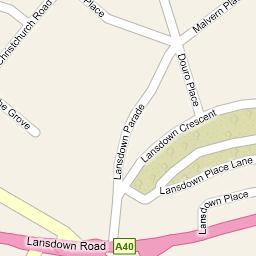 Christchurch Road
Place
Malvern Pla
Douro Place
The Grove
Lansdown Parade
Lansdown Crescent
Lansdown Place Lane
Lansdown Place
Lansdown Road
A40